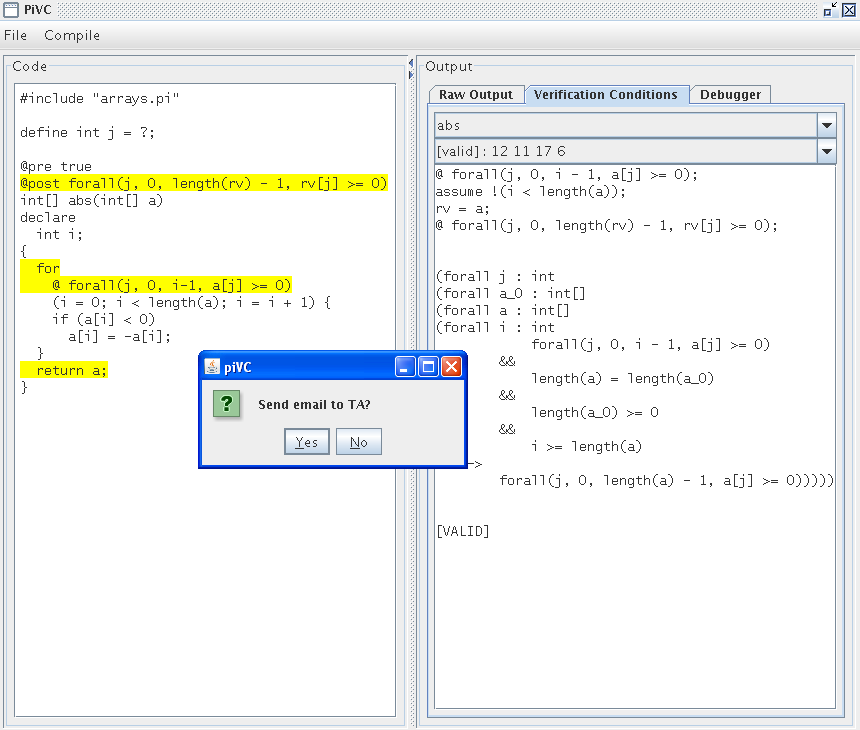 PiVC
File Compile
Code
#include "arrays.pi"
define int j = ?;
@pre true
@post forall(j, 0, length(rv) - 1, rv[j] >= 0)
int[] abs(int[] a)
declare
int i;
{
for
@ forall(j, 0, i-1, a[j] >= 0)
(i = 0; i < length(a); i = i + 1) {
if (a[i] < 0)
a[i] = -a[i];
}
return a;
}
Output
Raw Output Verification Conditions Debugger
abs
[valid] : 12 11 17 6
@ forall(j, 0, i - 1, a[j] >= 0);
assume !(i < length(a));
rv = a;
@ forall(j, 0, length(rv) - 1, rv[j] >= 0);
(forall j : int
(forall a_0 : int[]
(forall a : int[]
(forall i : int
forall(j, 0, i - 1, a[j] >= 0)
&&
length(a) = length(a_0)
&&
length(a_0) >= 0
&&
i >= length(a)
->
forall(j, 0, length(a) - 1, a[j] >= 0)))))
[VALID]
piVC
Send email to TA?
Yes No